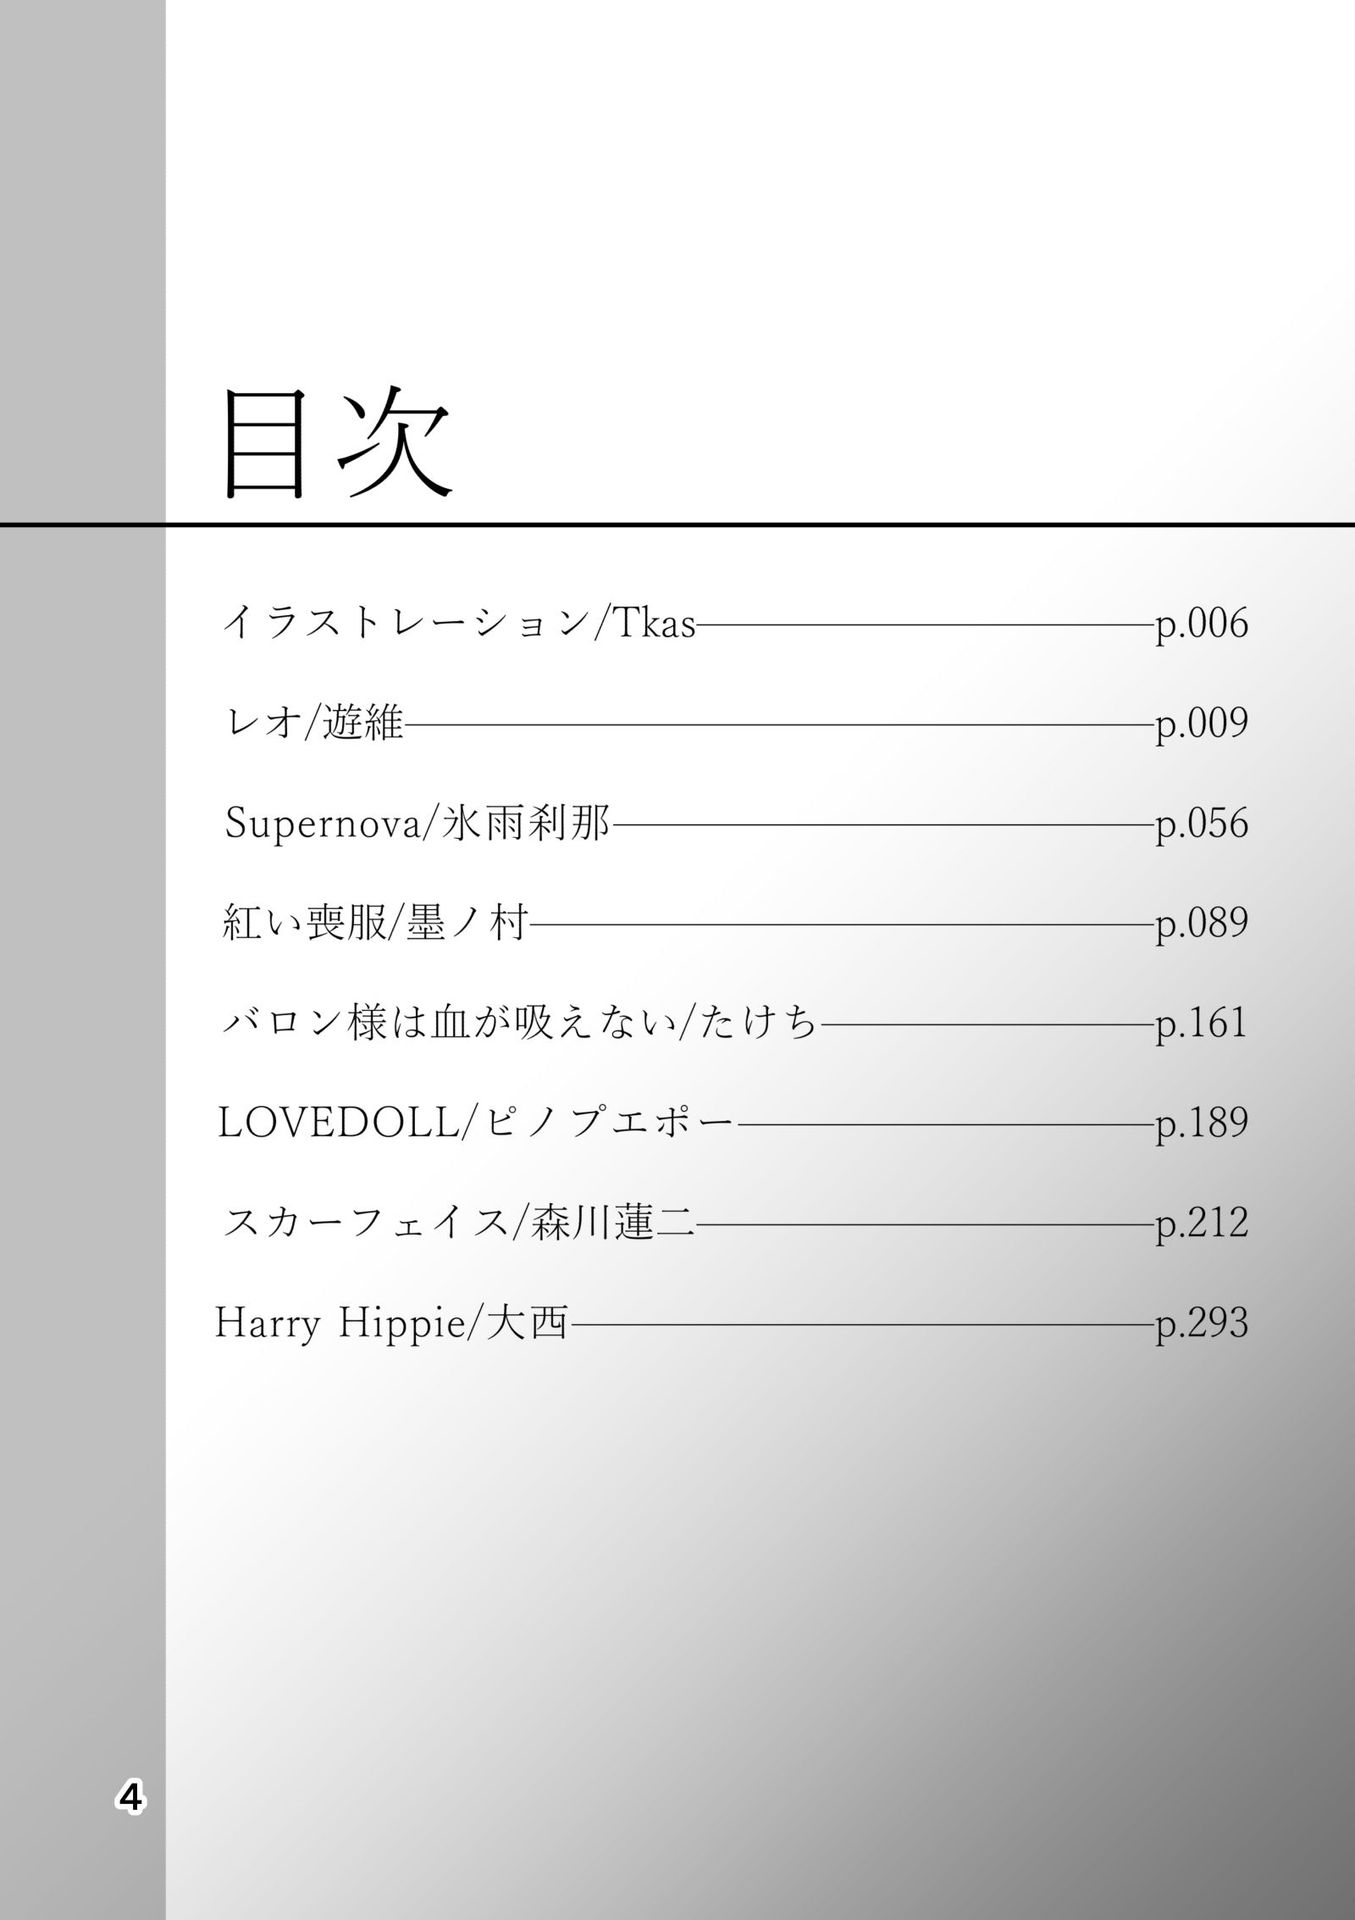 目次
イラストレーション/Tkas p.006
レオ/遊維 p.009
Supernova/氷雨刹那 p.056
紅い喪服/墨ノ村 p.089
バロン様は血が吸えない/たけち p.161
LOVEDOLL/ピノプエポー p.189
スカーフェイス/森川蓮二 p.212
Harry Hippie/大西 p.293
4